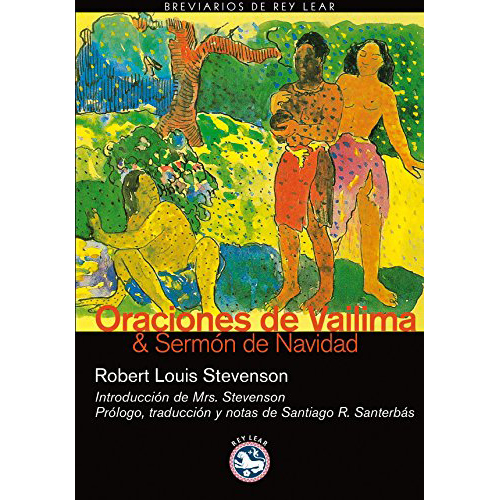 BREVIARIOS DE REY LEAR
Oraciones de Vailima
& Sermón de Navidad
Robert Louis Stevenson
Introducción de Mrs. Stevenson
Prólogo, traducción y notas de Santiago R. Santerbás
REY LEAR